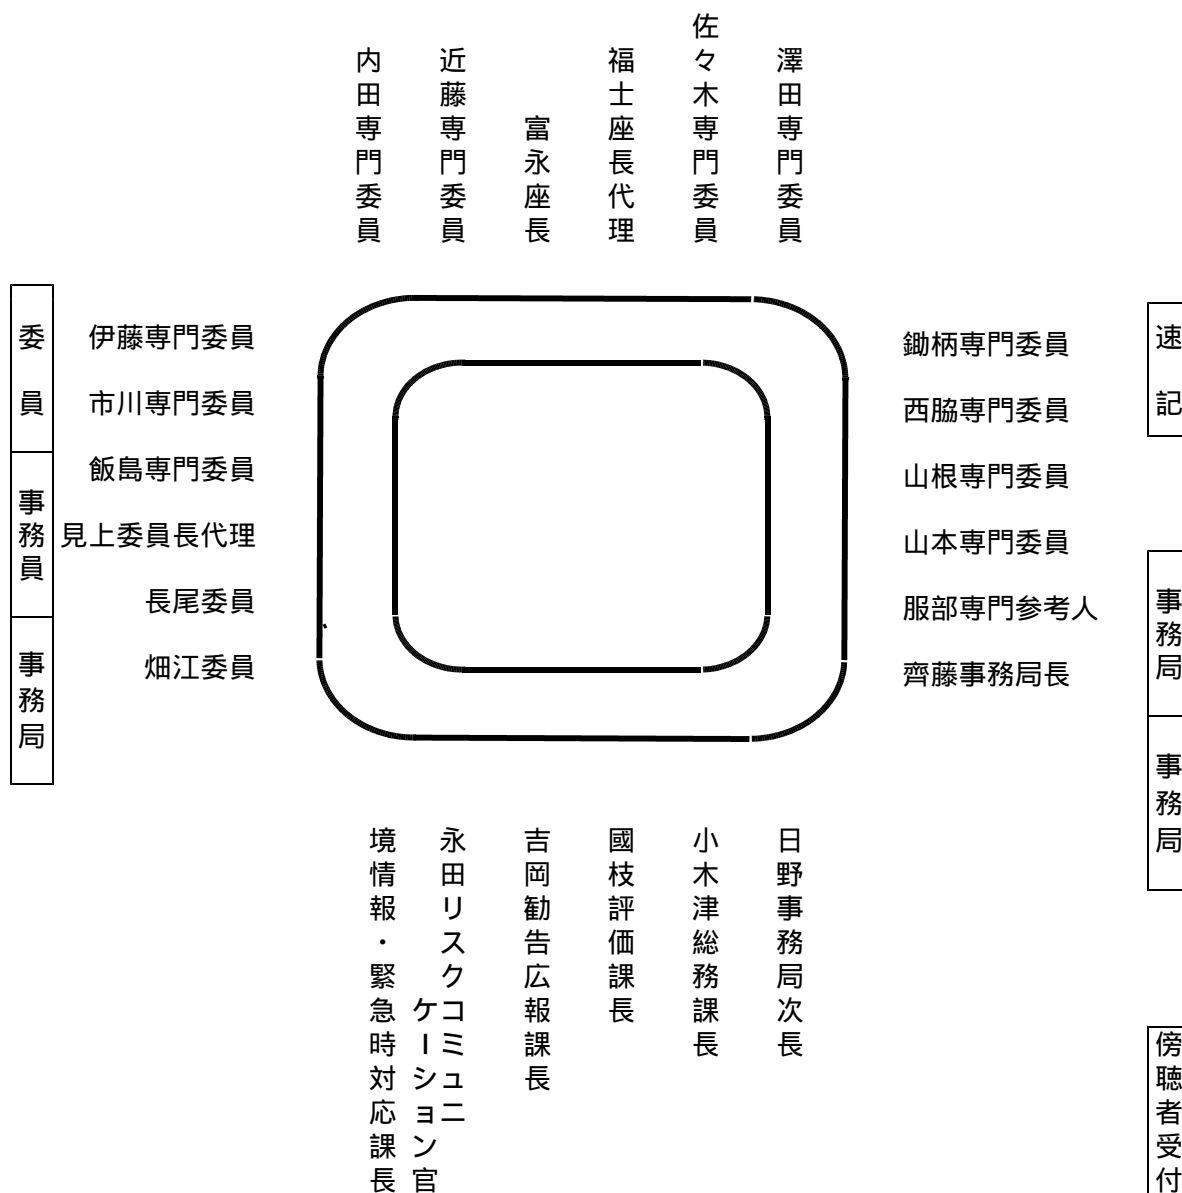 内田専門委員
近藤専門委員
富永座長
福士座長代理
佐々木専門委員
澤田専門委員
委員
事務員
事務局
伊藤専門委員
市川専門委員
飯島専門委員
見上委員長代理
長尾委員
畑江委員
鋤柄専門委員
西脇専門委員
山根専門委員
山本専門委員
服部専門参考人
齊藤事務局長
速記
事務局
事務局
境情報・緊急時対応課長
永田リスクコミュニ
ケーション官
吉岡勧告広報課長
國枝評価課長
小木津総務課長
日野事務局次長
傍聴者受付